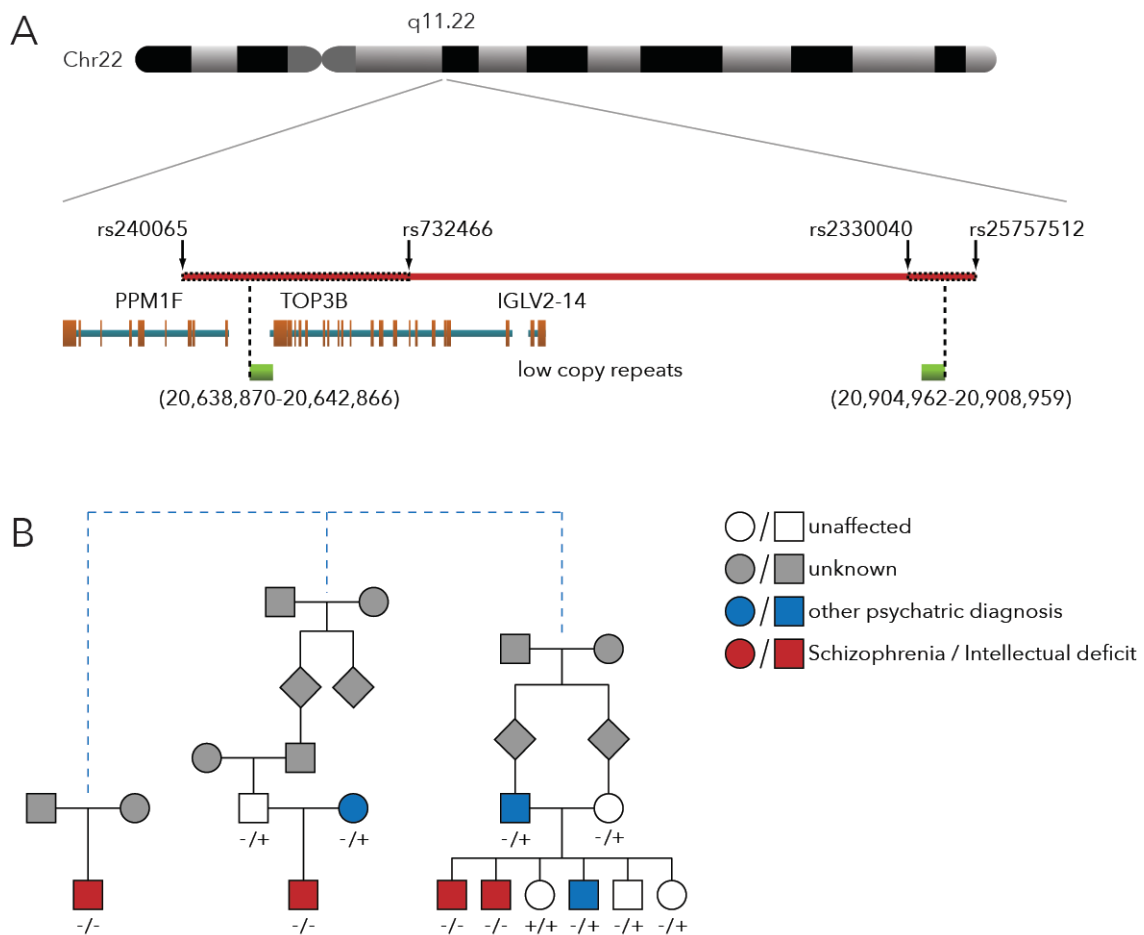 A
q11.22
Chr22
rs240065
rs732466
rs2330040
rs25757512
PPM1F
TOP3B
IGLV2-14
low copy repeats
(20,638,870-20,642,866)
(20,904,962-20,908,959)
B
/ unaffected
/ unknown
/ other psychatric diagnosis
/ Schizophrenia / Intellectual deficit
-/+
-/+
-/+
-/+
-/-
-/-
-/-
-/-
+/+
-/+
-/+
-/+